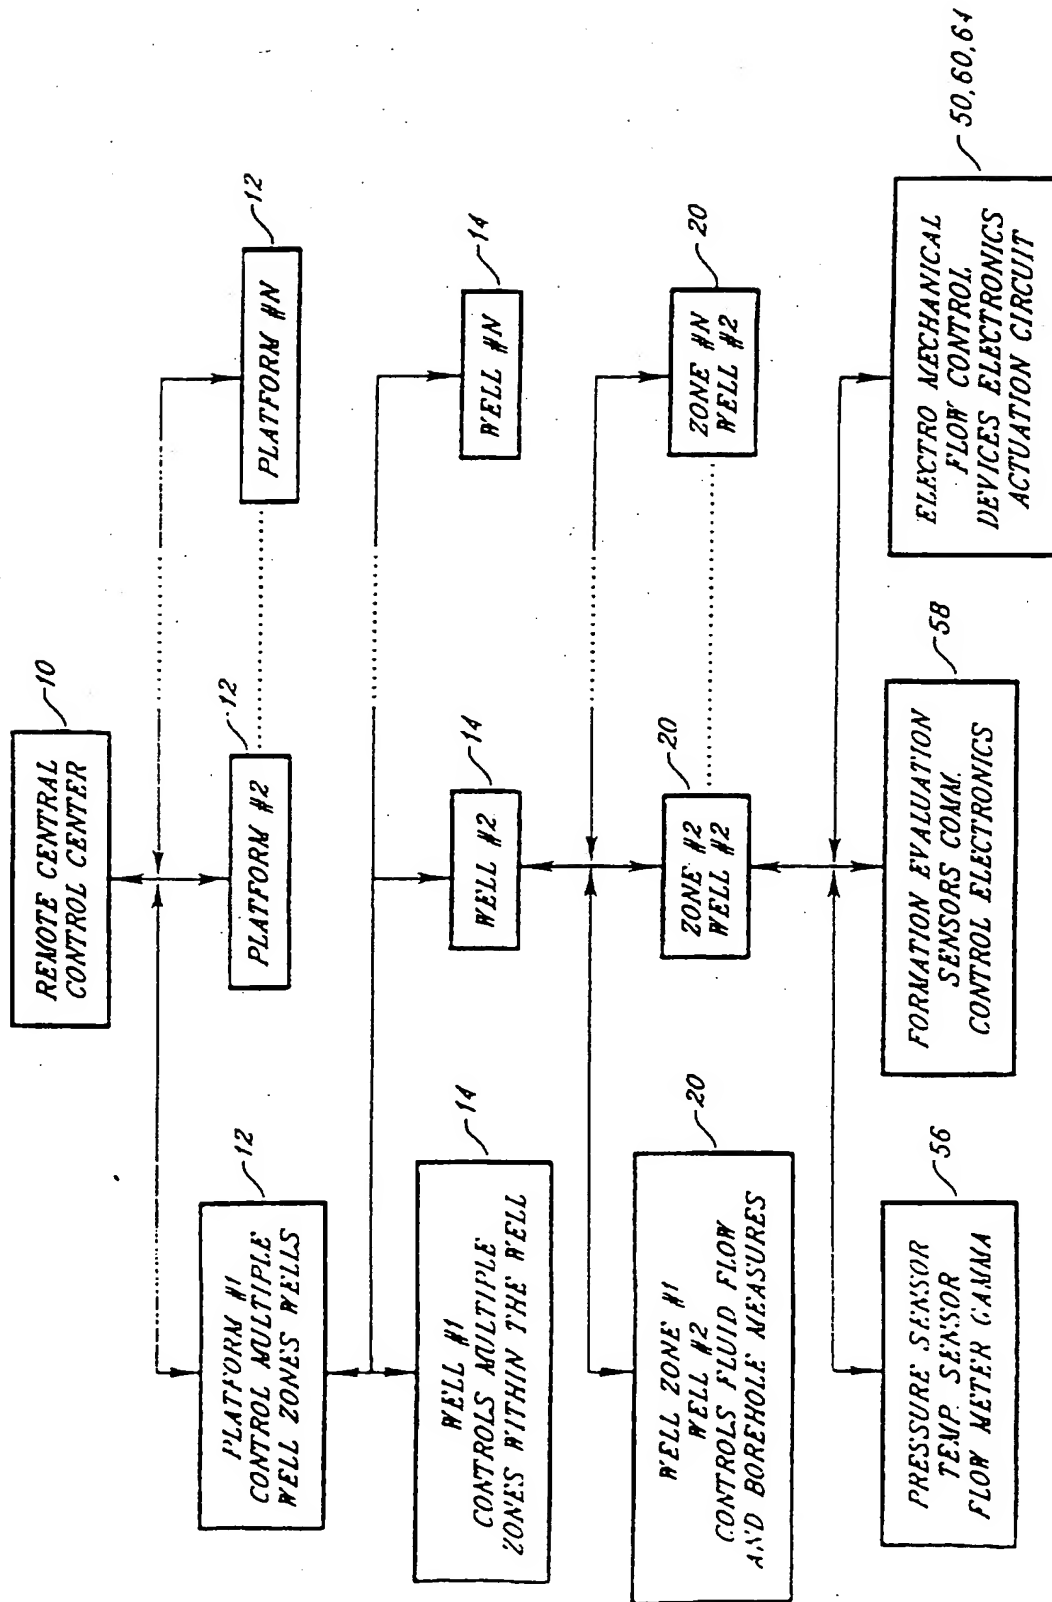 REMOTE CENTRAL
CONTROL CENTER
10
PLATFORM #1
CONTROL MULTIPLE
WELL ZONES WELLS
12
PLATFORM #2
12
PLATFORM #N
12
WELL #1
CONTROLS MULTIPLE
ZONES WITHIN THE WELL
14
WELL #2
14
WELL #N
14
WELL ZONE #1
WELL #2
CONTROLS FLUID FLOW
AND BOREHOLE MEASURES
20
ZONE #2
WELL #2
20
ZONE #N
WELL #2
20
PRESSURE SENSOR
TEMP. SENSOR
FLOW METER GAMMA
56
FORMATION EVALUATION
SENSORS COMM.
CONTROL ELECTRONICS
58
ELECTRO MECHANICAL
FLOW CONTROL
DEVICES ELECTRONICS
ACTUATION CIRCUIT
50,60,64